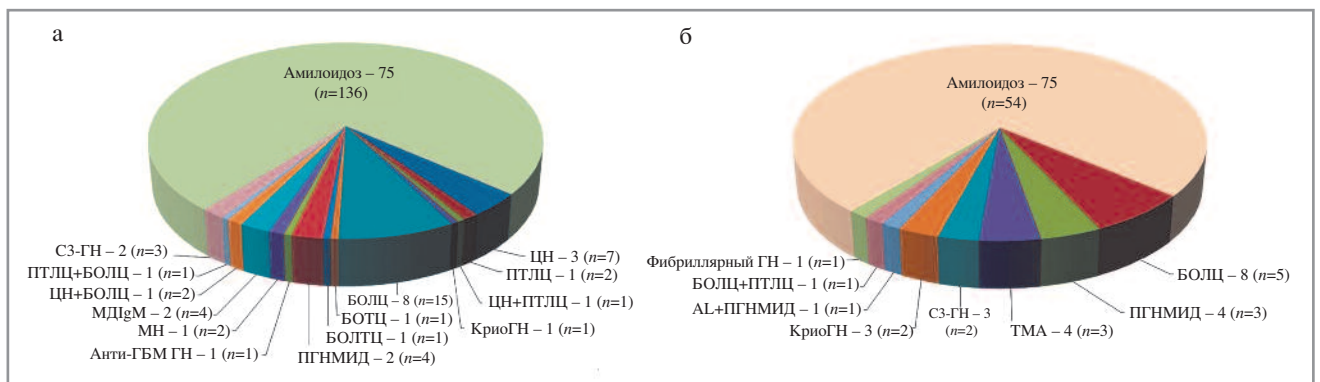 а
Амилоидоз – 75
(n=136)
С3-ГН – 2 (n=3)
ПТЛЦ+БОЛЦ – 1 (n=1)
ЦН+БОЛЦ – 1 (n=2)
МДIgM – 2 (n=4)
МН – 1 (n=2)
Анти-ГБМ ГН – 1 (n=1)
ПГНМИД – 2 (n=4)
БОЛТЦ – 1 (n=1)
БОТЦ – 1 (n=1)
БОЛЦ – 8 (n=15)
КриоГН – 1 (n=1)
ЦН+ПТЛЦ – 1 (n=1)
ПТЛЦ – 1 (n=2)
ЦН – 3 (n=7)
б
Амилоидоз – 75
(n=54)
Фибриллярный ГН – 1 (n=1)
БОЛЦ+ПТЛЦ – 1 (n=1)
AL+ПГНМИД – 1 (n=1)
КриоГН – 3 (n=2)
С3-ГН – 3
(n=2)
ТМА – 4 (n=3)
ПГНМИД – 4 (n=3)
БОЛЦ – 8 (n=5)